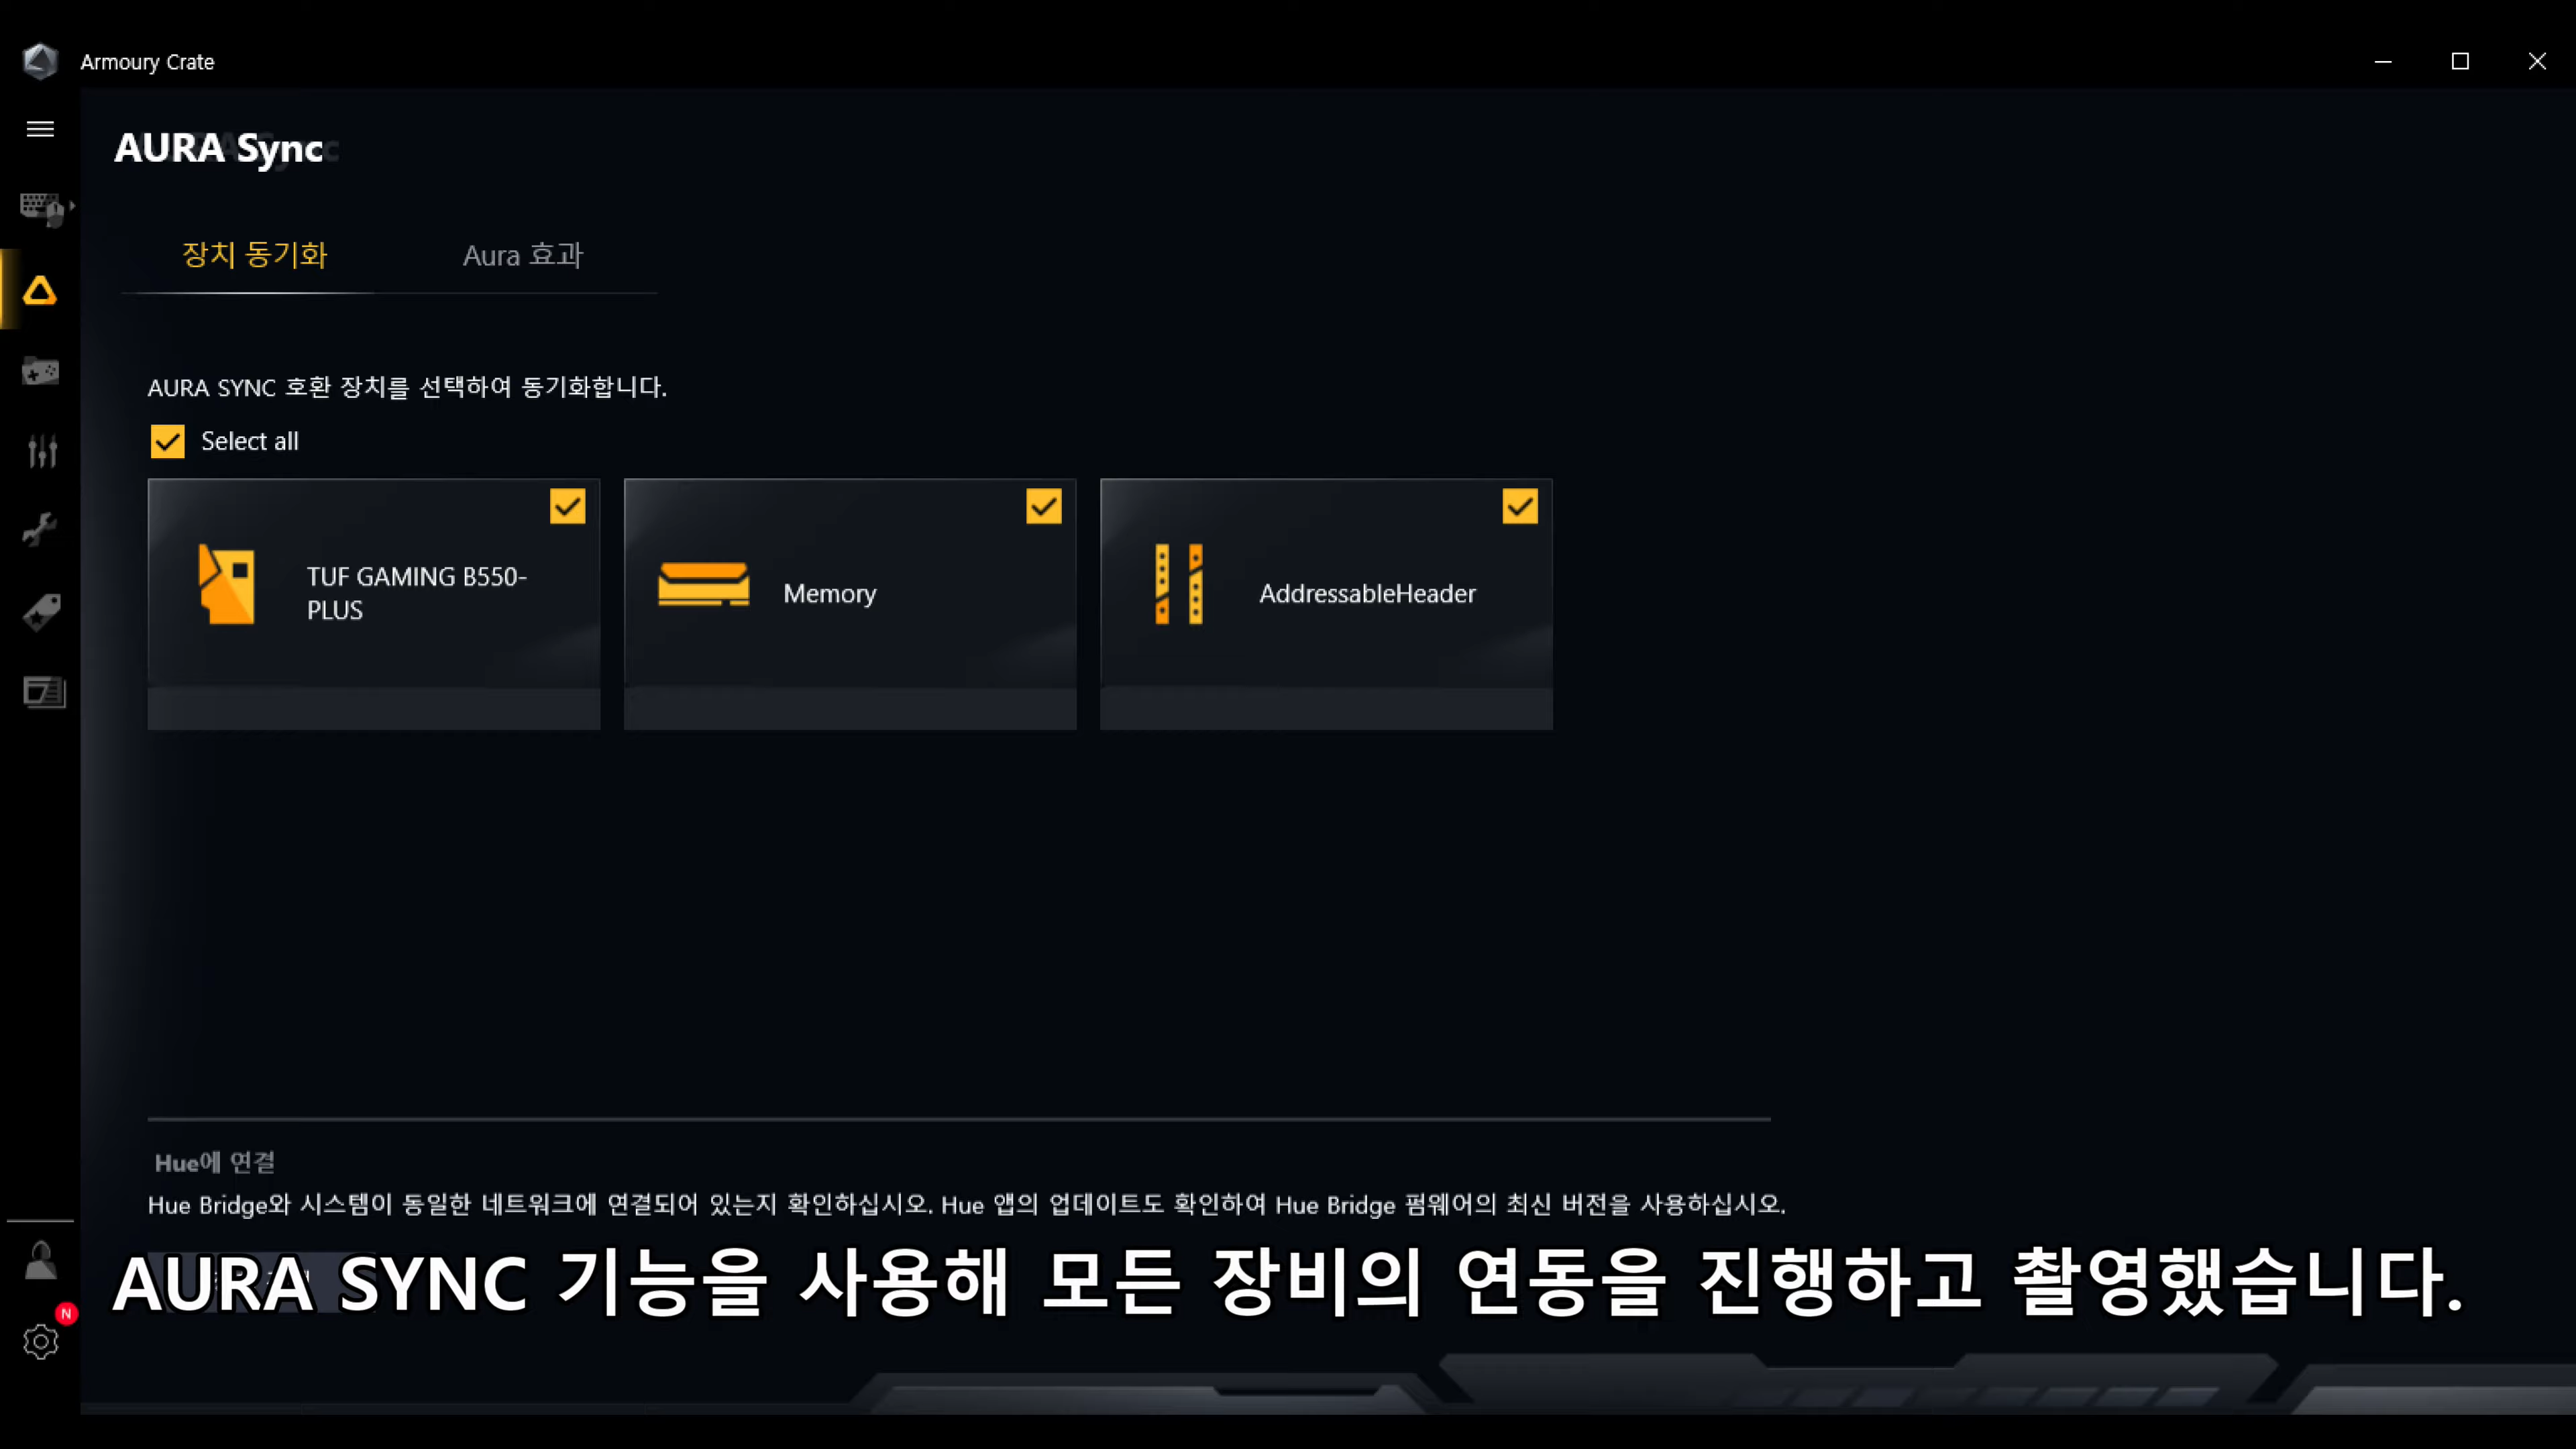 Armoury Crate
AURA Sync
장치 동기화
Aura 효과
AURA SYNC 호환 장치를 선택하여 동기화합니다.
Select all
TUF GAMING B550-
PLUS
Memory
AddressableHeader
Hue에 연결
Hue Bridge와 시스템이 동일한 네트워크에 연결되어 있는지 확인하십시오. Hue 앱의 업데이트도 확인하여 Hue Bridge 펌웨어의 최신 버전을 사용하십시오.
AURA SYNC 기능을 사용해 모든 장비의 연동을 진행하고 촬영했습니다.
N